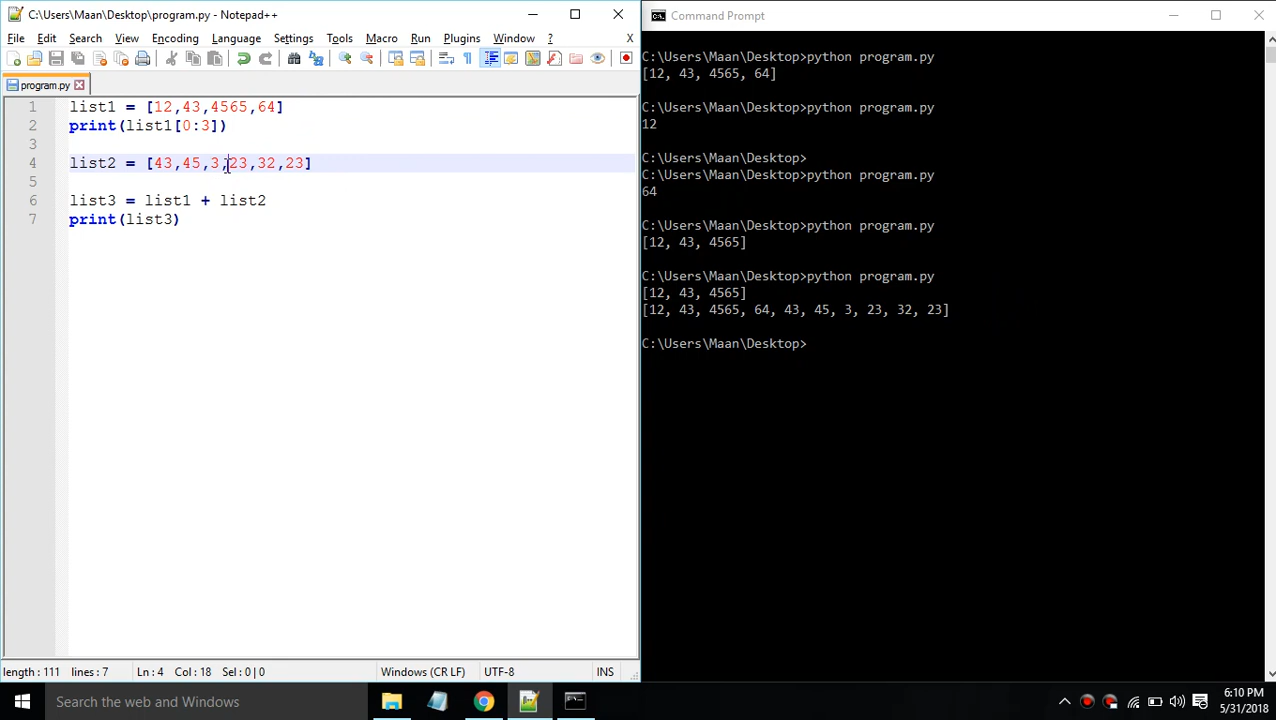 C:\Users\Maan\Desktop\program.py - Notepad++
File Edit Search View Encoding Language Settings Tools Macro Run Plugins Window ? X
program.py
1 list1 = [12,43,4565,64]
2 print(list1[0:3])
3
4 list2 = [43,45,3,23,32,23]
5
6 list3 = list1 + list2
7 print(list3)
length : 111 lines : 7 Ln : 4 Col : 18 Sel : 0 | 0 Windows (CR LF) UTF-8 INS
Command Prompt
C:\Users\Maan\Desktop>python program.py
[12, 43, 4565, 64]
C:\Users\Maan\Desktop>python program.py
12
C:\Users\Maan\Desktop>
C:\Users\Maan\Desktop>python program.py
64
C:\Users\Maan\Desktop>python program.py
[12, 43, 4565]
C:\Users\Maan\Desktop>python program.py
[12, 43, 4565]
[12, 43, 4565, 64, 43, 45, 3, 23, 32, 23]
C:\Users\Maan\Desktop>
Search the web and Windows
6:10 PM
5/31/2018